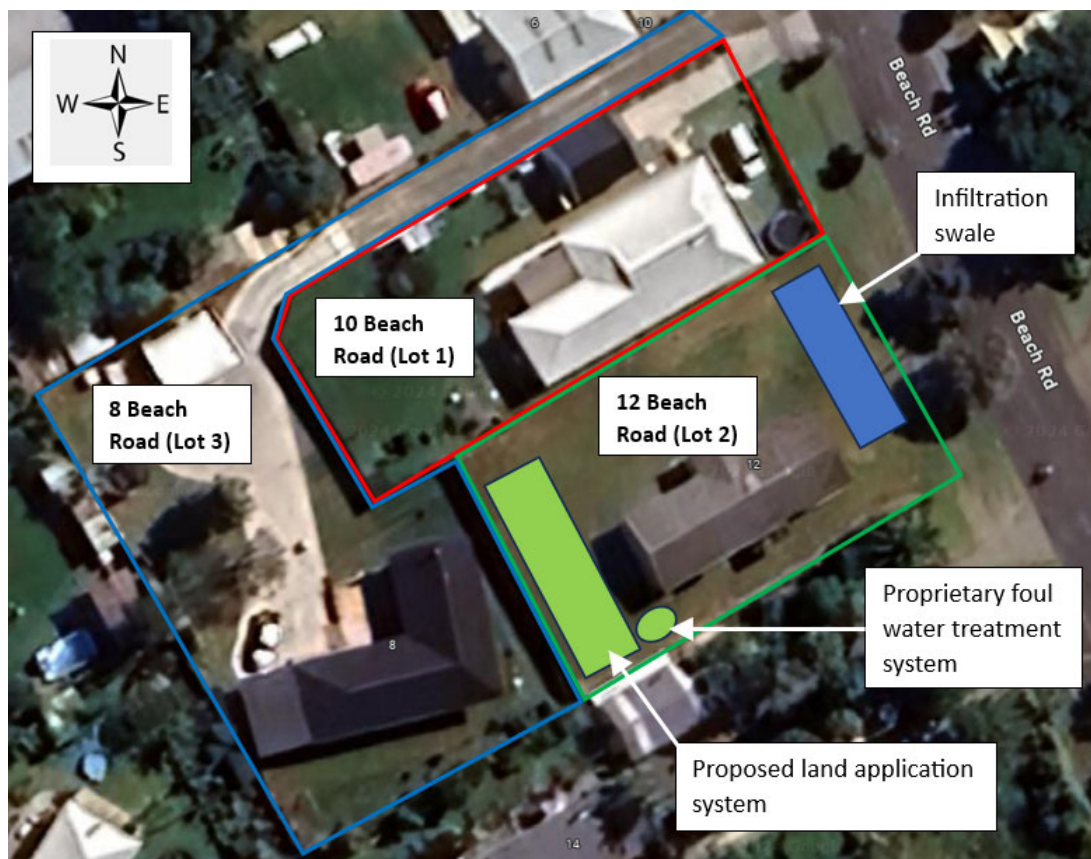 N
W E
S
6
10
Beach Rd
Infiltration
swale
Beach Rd
10 Beach
Road (Lot 1)
8 Beach
Road (Lot 3)
12 Beach
Road (Lot 2)
12
Proprietary foul
water treatment
system
8
Proposed land application
system
14